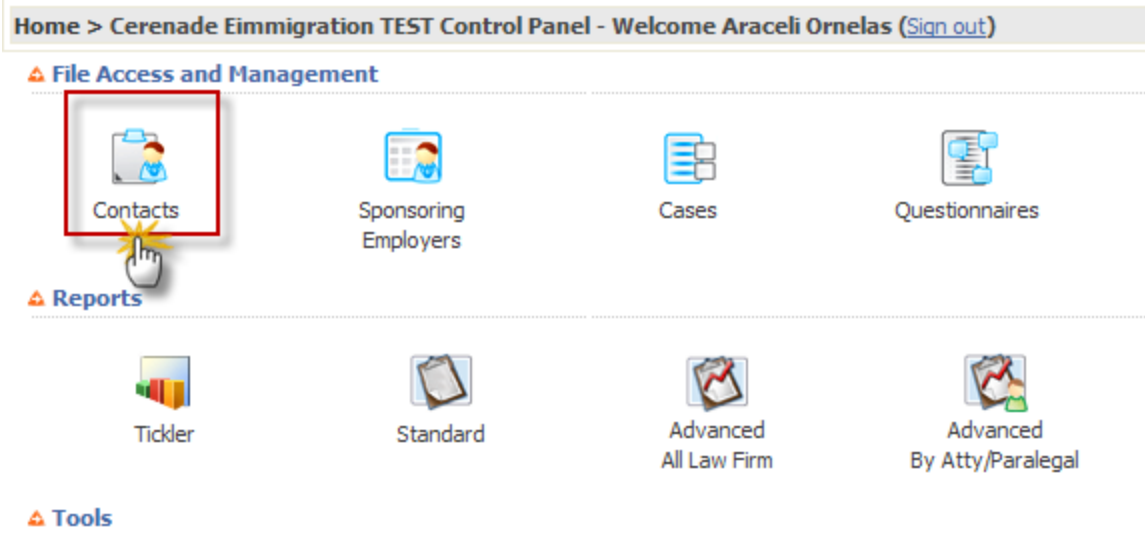 Home > Cerenade Eimmigration TEST Control Panel - Welcome Araceli Ornelas (Sign out)
File Access and Management
Contacts
Sponsoring
Employers
Cases
Questionnaires
Reports
Tickler
Standard
Advanced
All Law Firm
Advanced
By Atty/Paralegal
Tools